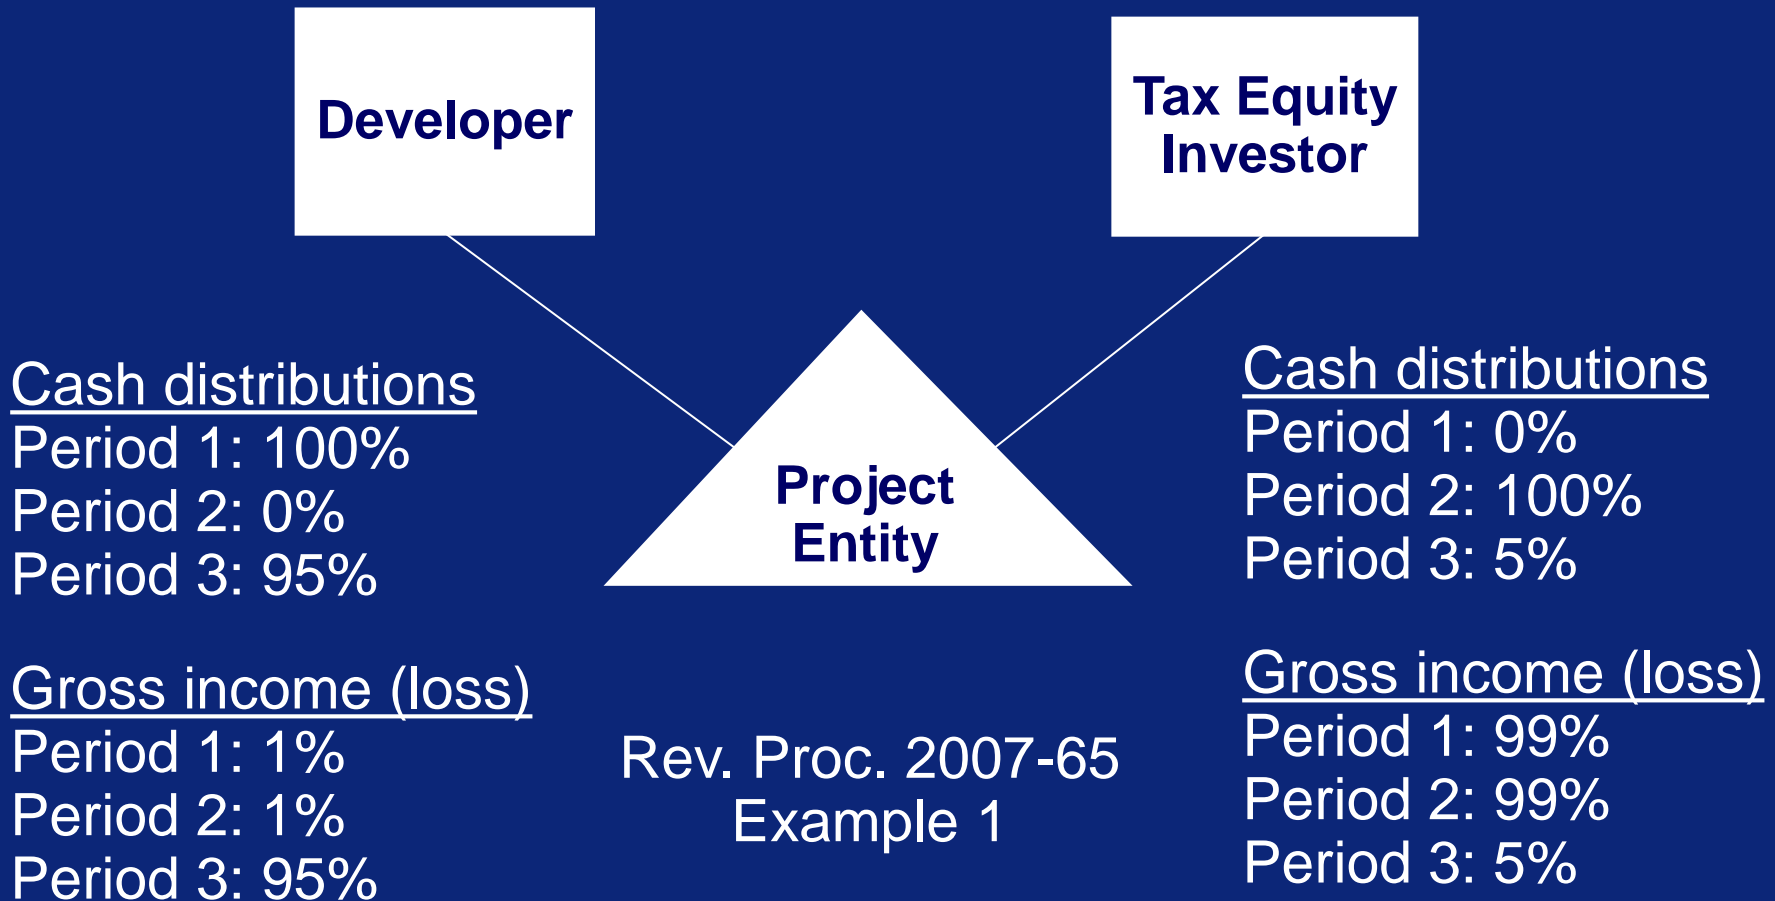 Developer
Tax Equity
Investor
Project
Entity
Cash distributions
Period 1: 100%
Period 2: 0%
Period 3: 95%
Gross income (loss)
Period 1: 1%
Period 2: 1%
Period 3: 95%
Rev. Proc. 2007-65
Example 1
Cash distributions
Period 1: 0%
Period 2: 100%
Period 3: 5%
Gross income (loss)
Period 1: 99%
Period 2: 99%
Period 3: 5%